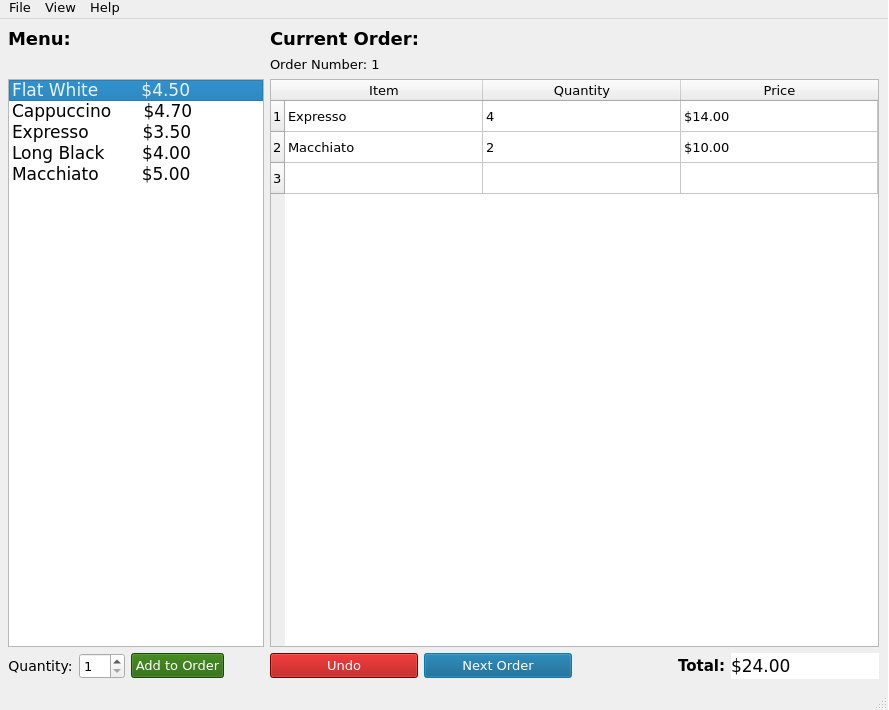 File View Help
Menu:
Current Order:
Order Number: 1
Flat White $4.50
Cappuccino $4.70
Expresso $3.50
Long Black $4.00
Macchiato $5.00
Item Quantity Price
1 Expresso 4 $14.00
2 Macchiato 2 $10.00
3
Quantity: 1 Add to Order Undo Next Order Total: $24.00